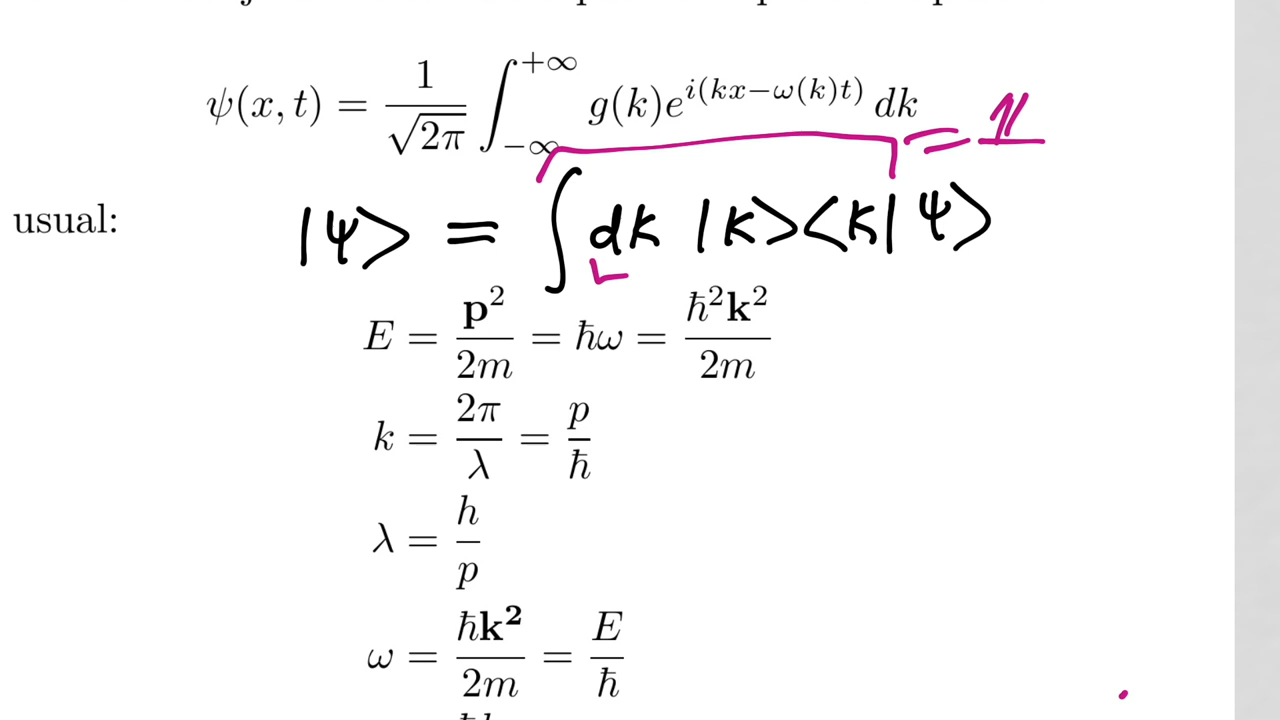 ψ(x, t) = 1/√2π ∫_{−∞}^{+∞} g(k)e^{i(kx−ω(k)t)} dk = 𝟙
usual: |ψ> = ∫ dk |k><k|ψ>
E = 𝐩²/2m = ℏω = ℏ²𝐤²/2m
k = 2π/λ = p/ℏ
λ = h/p
ω = ℏ𝐤²/2m = E/ℏ